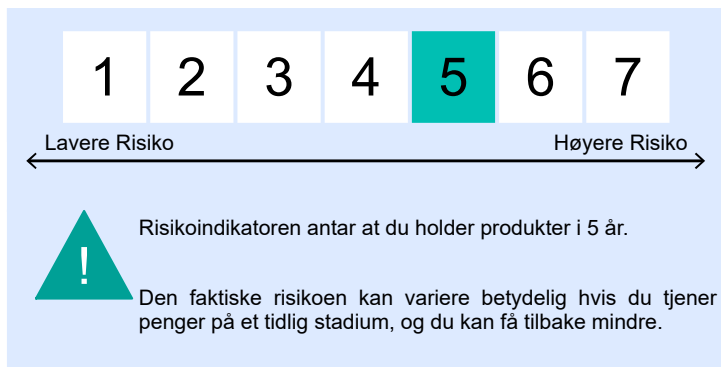 1 2 3 4 5 6 7
Lavere Risiko Høyere Risiko
!
Risikoindikatoren antar at du holder produkter i 5 år.
Den faktiske risikoen kan variere betydelig hvis du tjener
penger på et tidlig stadium, og du kan få tilbake mindre.